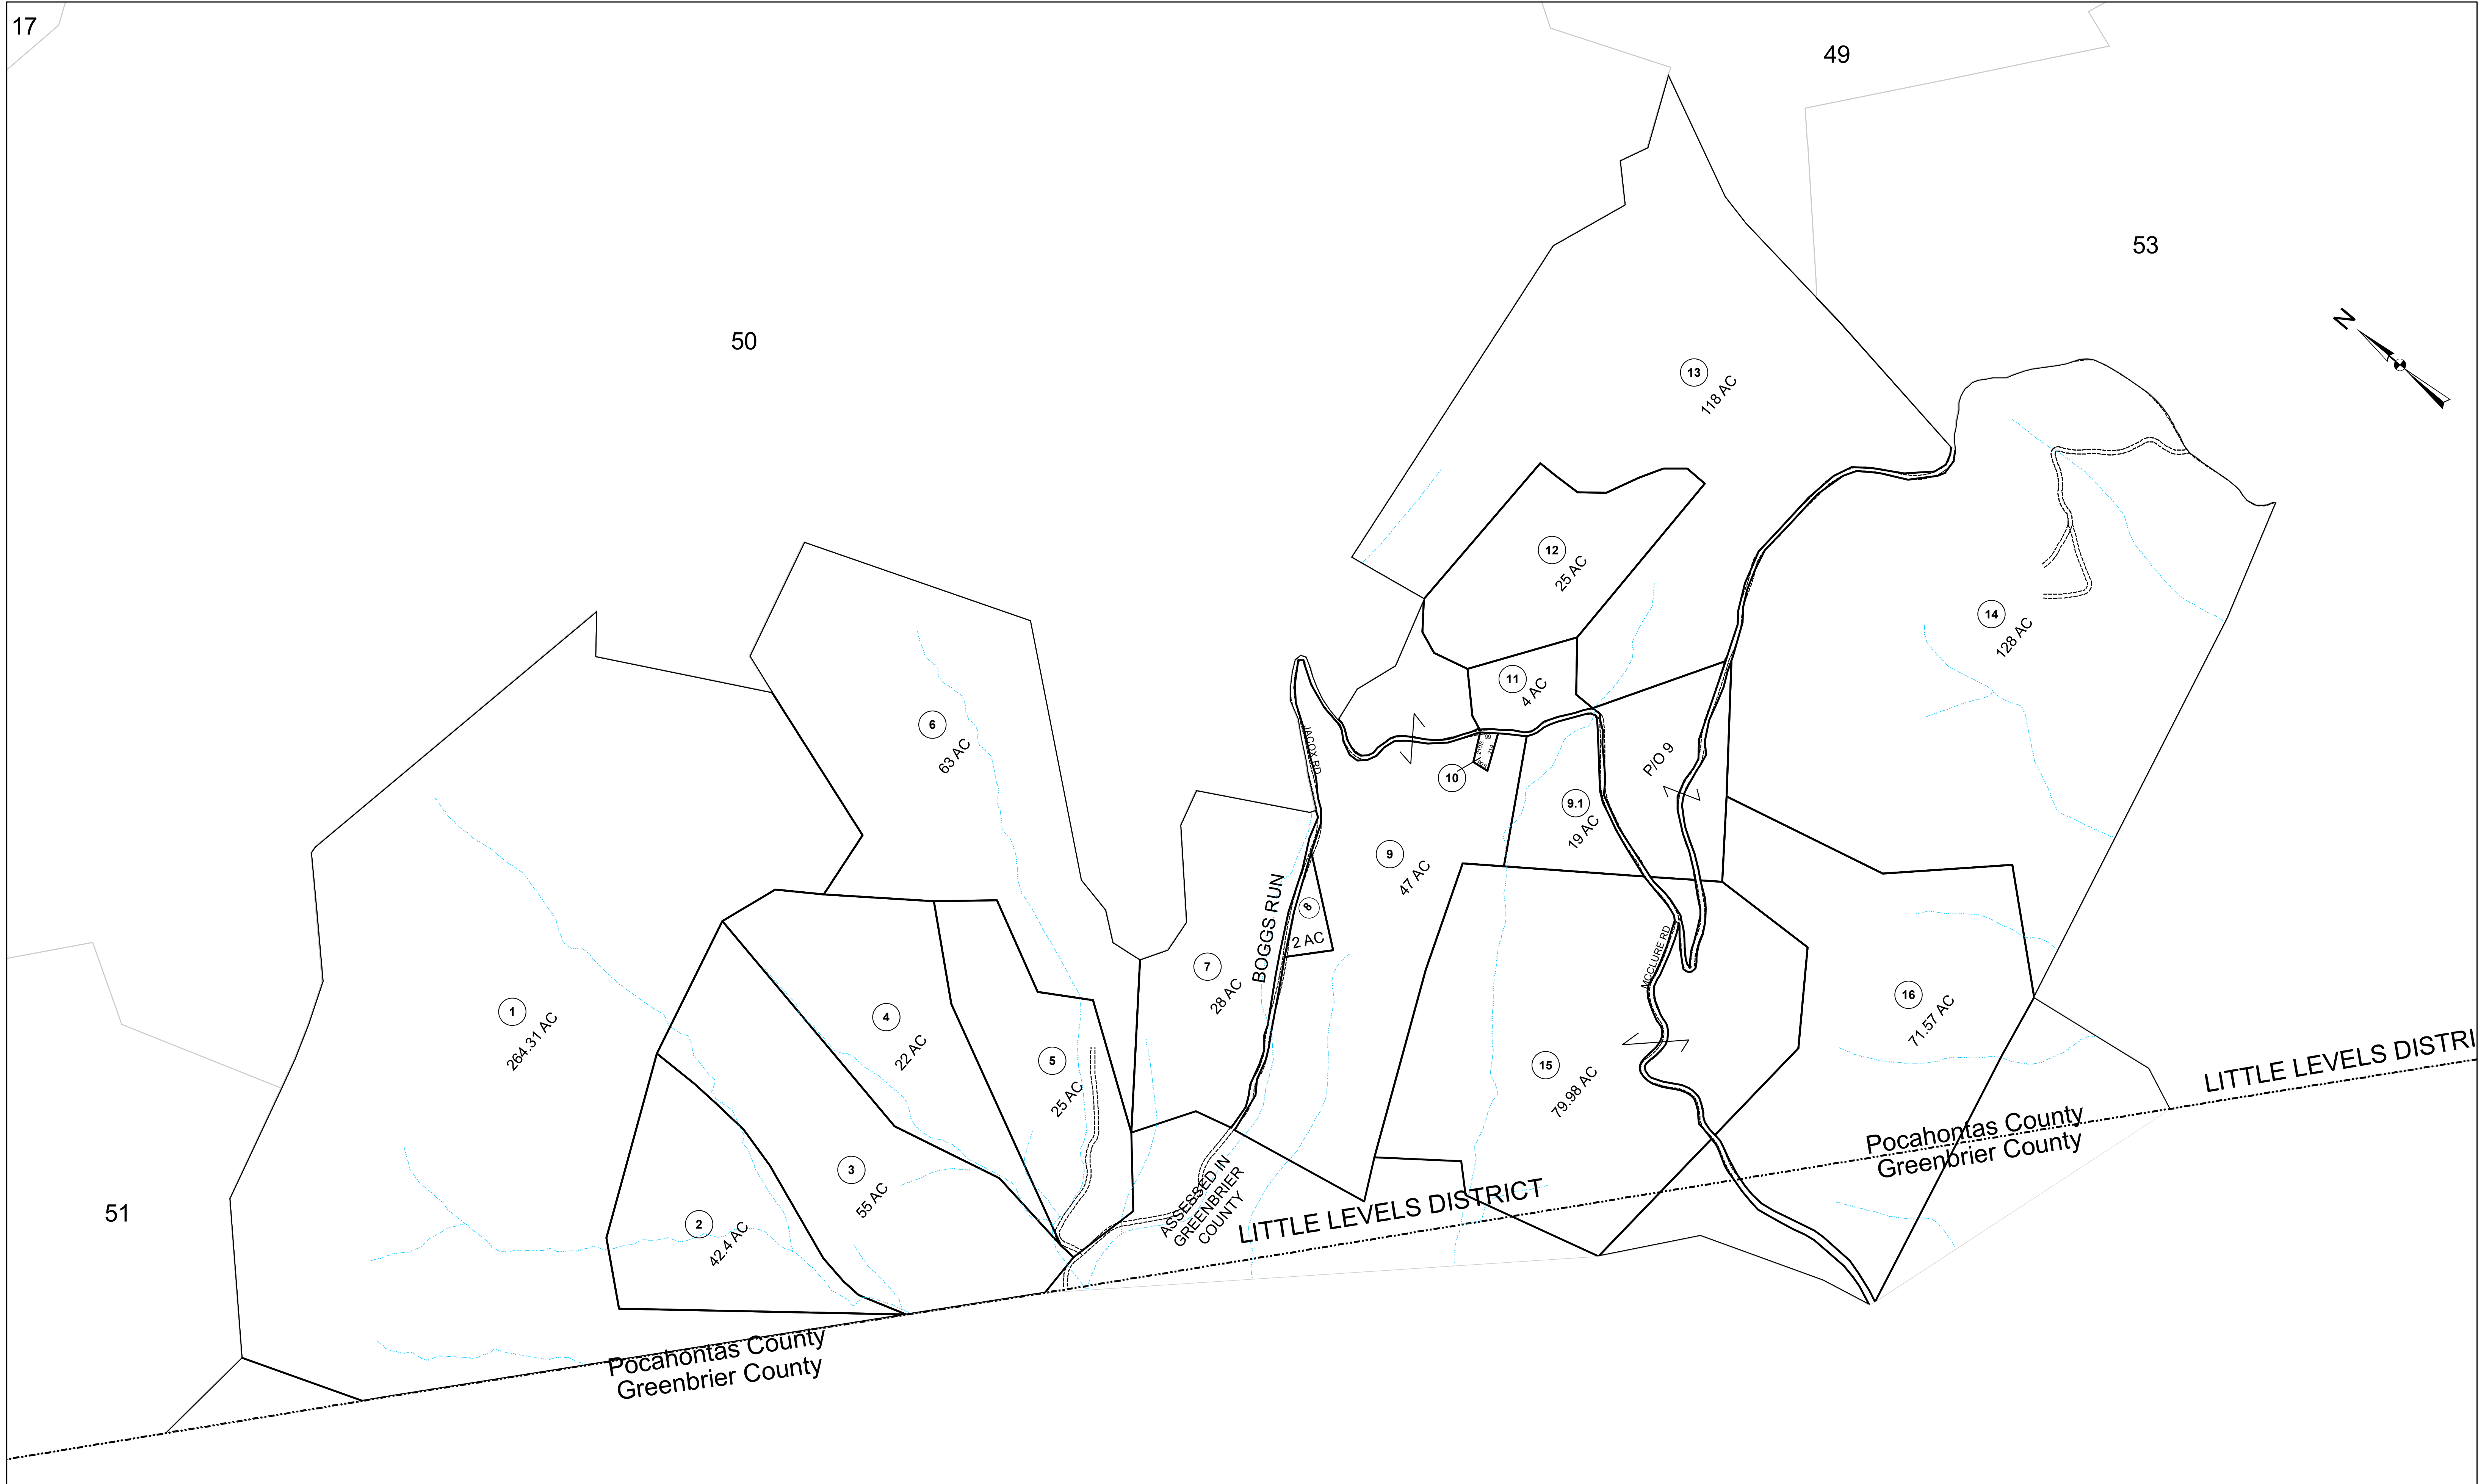 17
49
53
50
N
13
118 AC
12
25 AC
14
128 AC
11
4 AC
6
63 AC
JACOX RD
10
P/O 9
9.1
19 AC
9
47 AC
BOGGS RUN
8
2 AC
7
28 AC
MCCLURE RD
16
71.57 AC
1
264.31 AC
4
22 AC
5
25 AC
15
79.98 AC
LITTLE LEVELS DISTRI
Pocahontas County
Greenbrier County
3
55 AC
2
42.4 AC
ASSESSED IN
GREENBRIER
COUNTY
LITTLE LEVELS DISTRICT
51
Pocahontas County
Greenbrier County